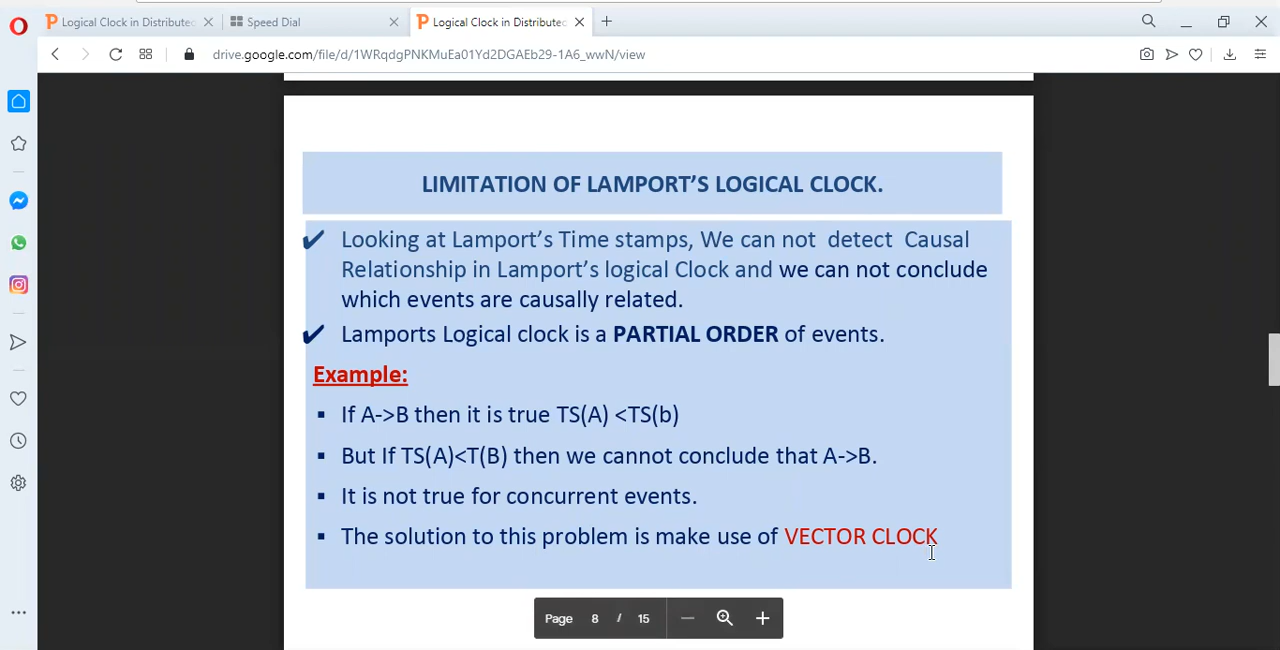 Logical Clock in Distributed
Speed Dial
Logical Clock in Distributed
drive.google.com/file/d/1WRqdgPNKMuEa01Yd2DGAEb29-1A6_wwN/view
LIMITATION OF LAMPORT’S LOGICAL CLOCK.
✔ Looking at Lamport’s Time stamps, We can not detect Causal
Relationship in Lamport’s logical Clock and we can not conclude
which events are causally related.
✔ Lamports Logical clock is a PARTIAL ORDER of events.
Example:
▪ If A->B then it is true TS(A) <TS(b)
▪ But If TS(A)<T(B) then we cannot conclude that A->B.
▪ It is not true for concurrent events.
▪ The solution to this problem is make use of VECTOR CLOCK
Page 8 / 15